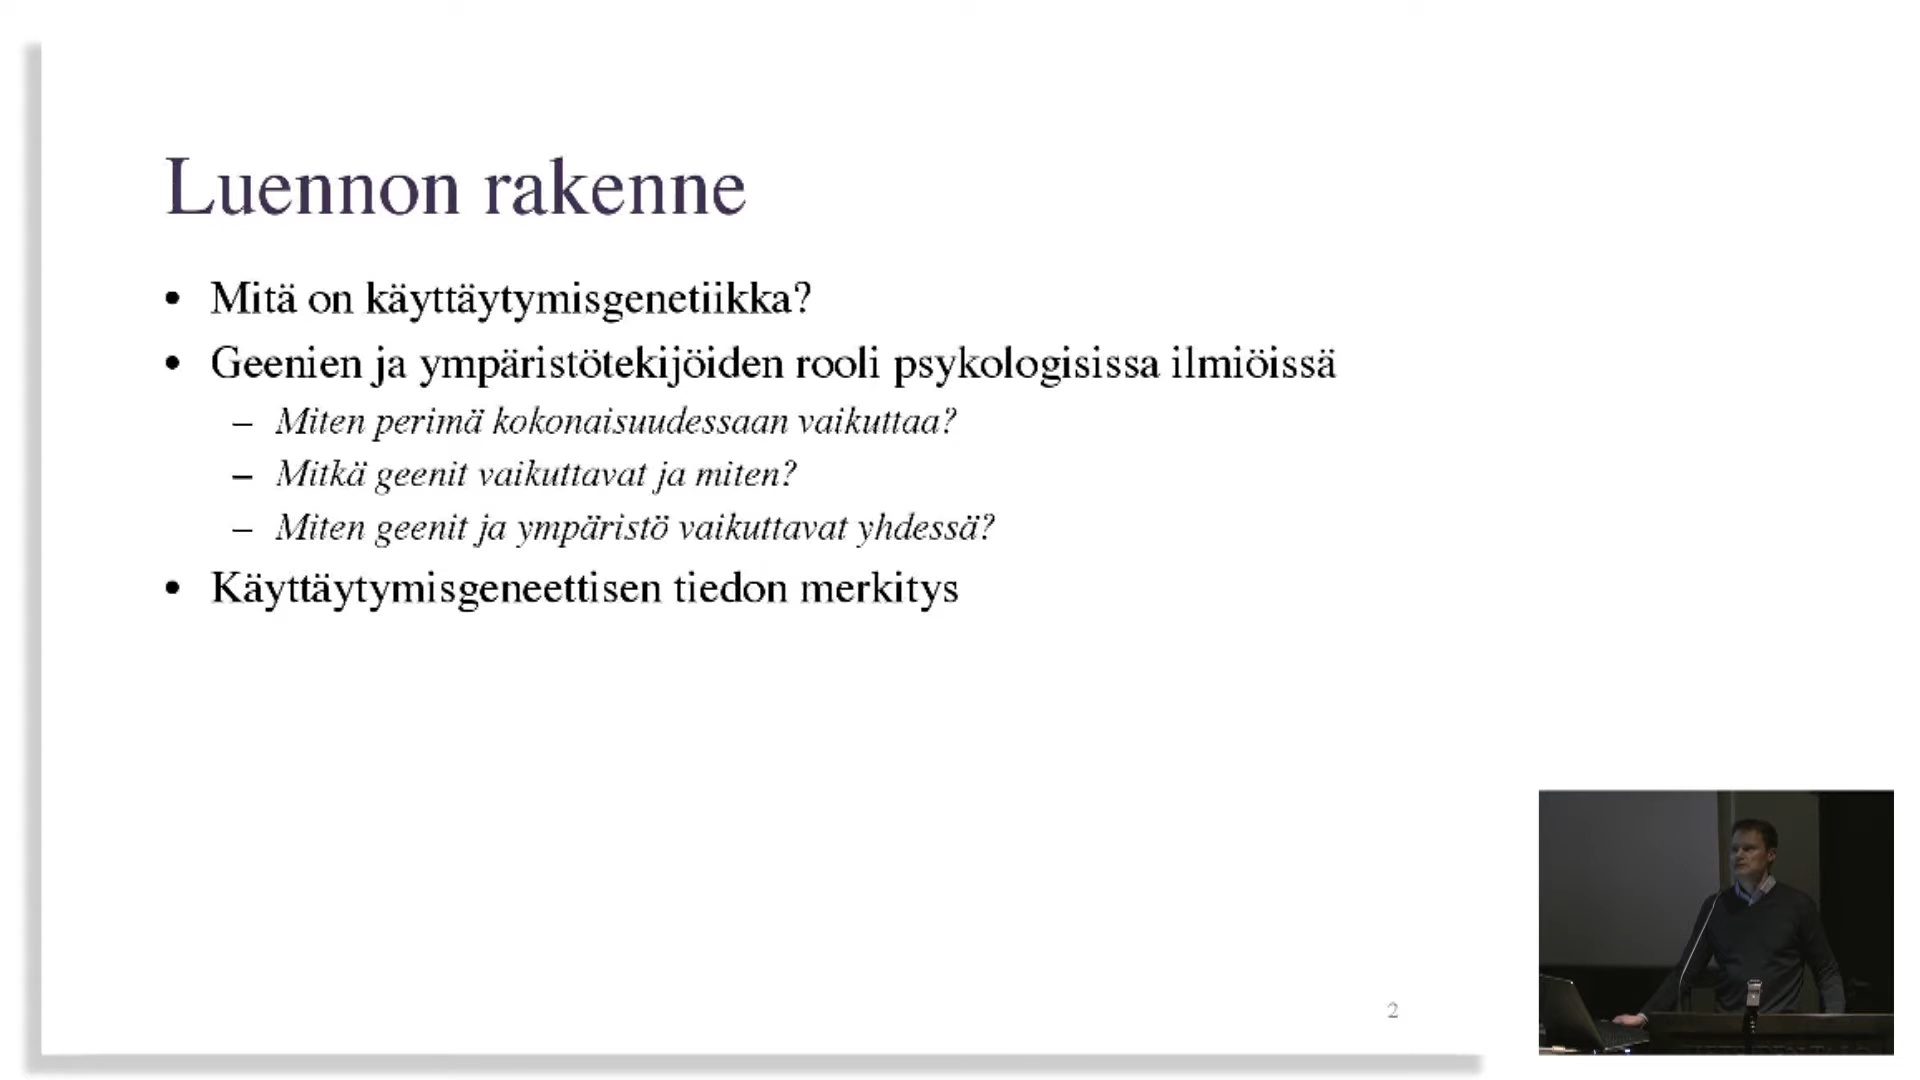 Luennon rakenne
• Mitä on käyttäytymisgenetiikka?
• Geenien ja ympäristötekijöiden rooli psykologisissa ilmiöissä
– Miten perimä kokonaisuudessaan vaikuttaa?
– Mitkä geenit vaikuttavat ja miten?
– Miten geenit ja ympäristö vaikuttavat yhdessä?
• Käyttäytymisgeneettisen tiedon merkitys
2